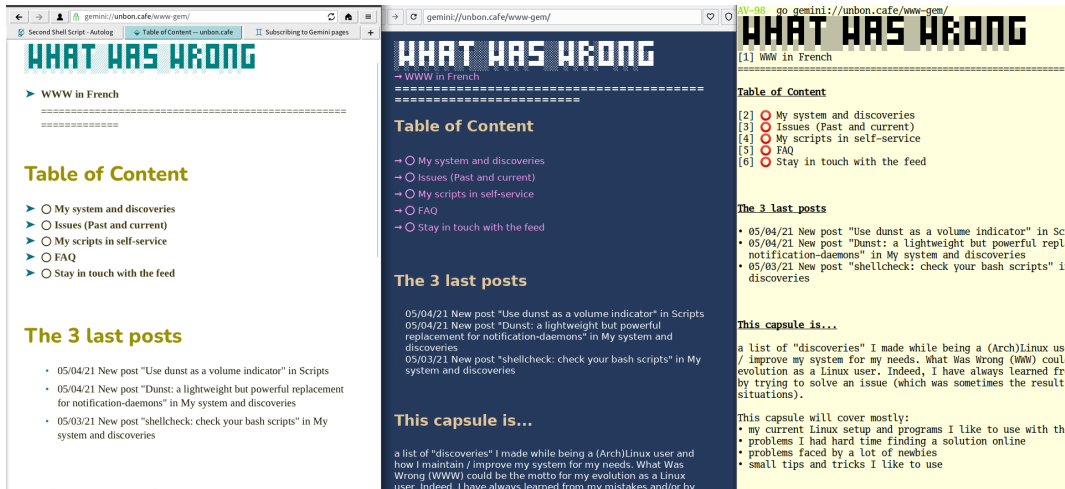 gemini://unbon.cafe/www-gem/
Second Shell Script - Autolog
Table of Content — unbon.cafe
Subscribing to Gemini pages
WHAT WAS WRONG
➤ WWW in French
======================================================
=============
Table of Content
➤ ◯ My system and discoveries
➤ ◯ Issues (Past and current)
➤ ◯ My scripts in self-service
➤ ◯ FAQ
➤ ◯ Stay in touch with the feed
The 3 last posts
• 05/04/21 New post "Use dunst as a volume indicator" in Scripts
• 05/04/21 New post "Dunst: a lightweight but powerful replacement
for notification-daemons" in My system and discoveries
• 05/03/21 New post "shellcheck: check your bash scripts" in My
system and discoveries
gemini://unbon.cafe/www-gem/
WHAT WAS WRONG
→ WWW in French
========================================
========================
Table of Content
→ ◯ My system and discoveries
→ ◯ Issues (Past and current)
→ ◯ My scripts in self-service
→ ◯ FAQ
→ ◯ Stay in touch with the feed
The 3 last posts
05/04/21 New post "Use dunst as a volume indicator" in Scripts
05/04/21 New post "Dunst: a lightweight but powerful
replacement for notification-daemons" in My system and
discoveries
05/03/21 New post "shellcheck: check your bash scripts" in My
system and discoveries
This capsule is...
a list of "discoveries" I made while being a (Arch)Linux user and
how I maintain / improve my system for my needs. What Was
Wrong (WWW) could be the motto for my evolution as a Linux
user. Indeed, I have always learned from my mistakes and/or by
AV-98 go gemini://unbon.cafe/www-gem/
WHAT WAS WRONG
[1] WWW in French
======================================================
Table of Content
[2] ⭕ My system and discoveries
[3] ⭕ Issues (Past and current)
[4] ⭕ My scripts in self-service
[5] ⭕ FAQ
[6] ⭕ Stay in touch with the feed
The 3 last posts
• 05/04/21 New post "Use dunst as a volume indicator" in Sc
• 05/04/21 New post "Dunst: a lightweight but powerful repl
notification-daemons" in My system and discoveries
• 05/03/21 New post "shellcheck: check your bash scripts" i
discoveries
This capsule is...
a list of "discoveries" I made while being a (Arch)Linux us
/ improve my system for my needs. What Was Wrong (WWW) coul
evolution as a Linux user. Indeed, I have always learned fr
by trying to solve an issue (which was sometimes the result
situations).
This capsule will cover mostly:
• my current Linux setup and programs I like to use with th
• problems I had hard time finding a solution online
• problems faced by a lot of newbies
• small tips and tricks I like to use